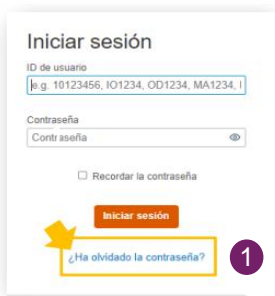 Iniciar sesión
ID de usuario
e.g. 10123456, IO1234, OD1234, MA1234, I
Contraseña
Contraseña
Recordar la contraseña
Iniciar sesión
¿Ha olvidado la contraseña?
1